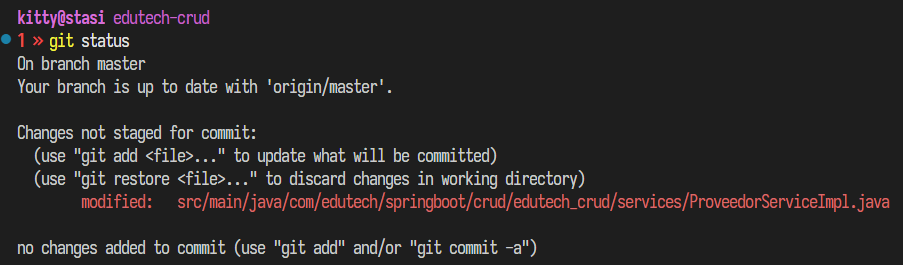 kitty@stasi edutech-crud
1 » git status
On branch master
Your branch is up to date with 'origin/master'.

Changes not staged for commit:
  (use "git add <file>..." to update what will be committed)
  (use "git restore <file>..." to discard changes in working directory)
        modified:   src/main/java/com/edutech/springboot/crud/edutech_crud/services/ProveedorServiceImpl.java

no changes added to commit (use "git add" and/or "git commit -a")